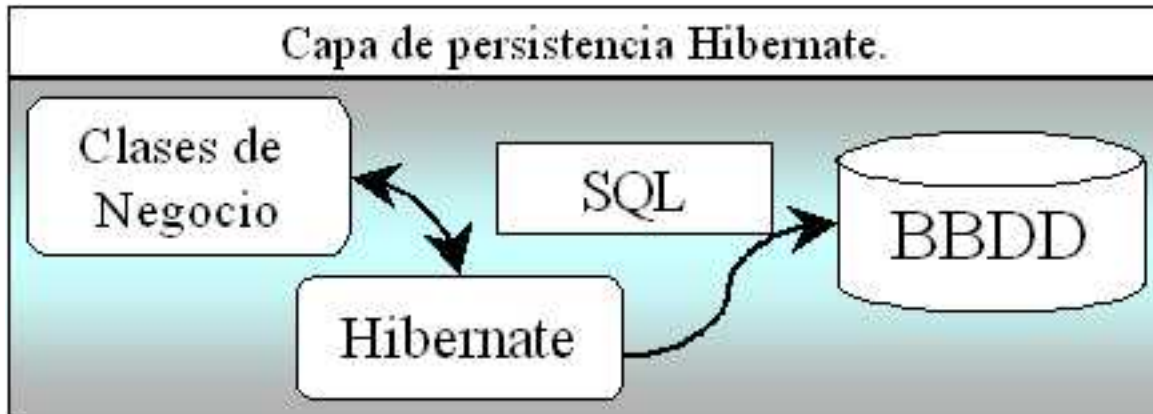 Capa de persistencia Hibernate.
Clases de
Negocio
SQL
BBDD
Hibernate